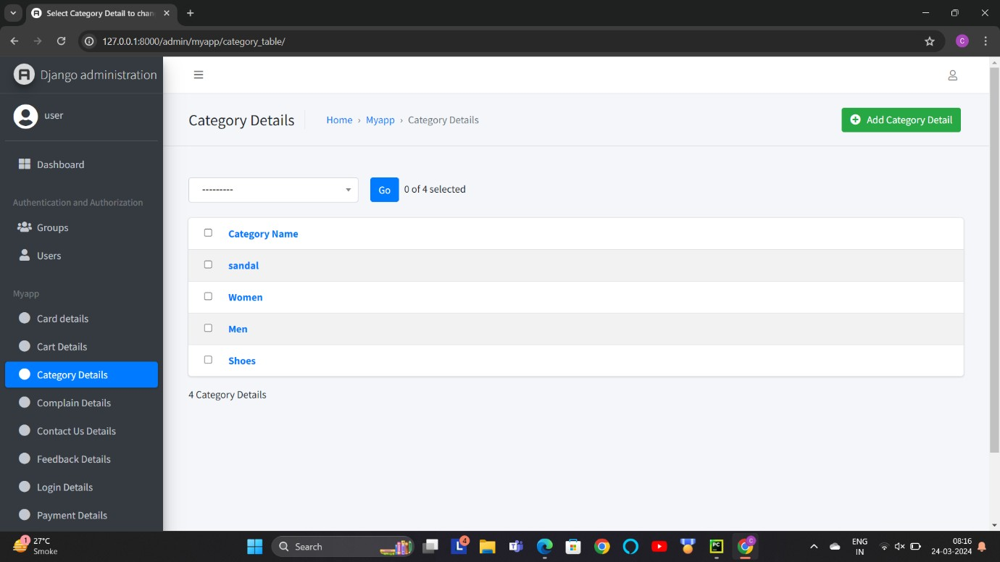 Select Category Detail to chan
127.0.0.1:8000/admin/myapp/category_table/
C
Django administration
user
Dashboard
Authentication and Authorization
Groups
Users
Myapp
Card details
Cart Details
Category Details
Complain Details
Contact Us Details
Feedback Details
Login Details
Payment Details
Category Details
Home › Myapp › Category Details
Add Category Detail
---------
Go
0 of 4 selected
Category Name
sandal
Women
Men
Shoes
4 Category Details
1
27°C
Smoke
Search
L
4
PC
C
ENG
IN
08:16
24-03-2024